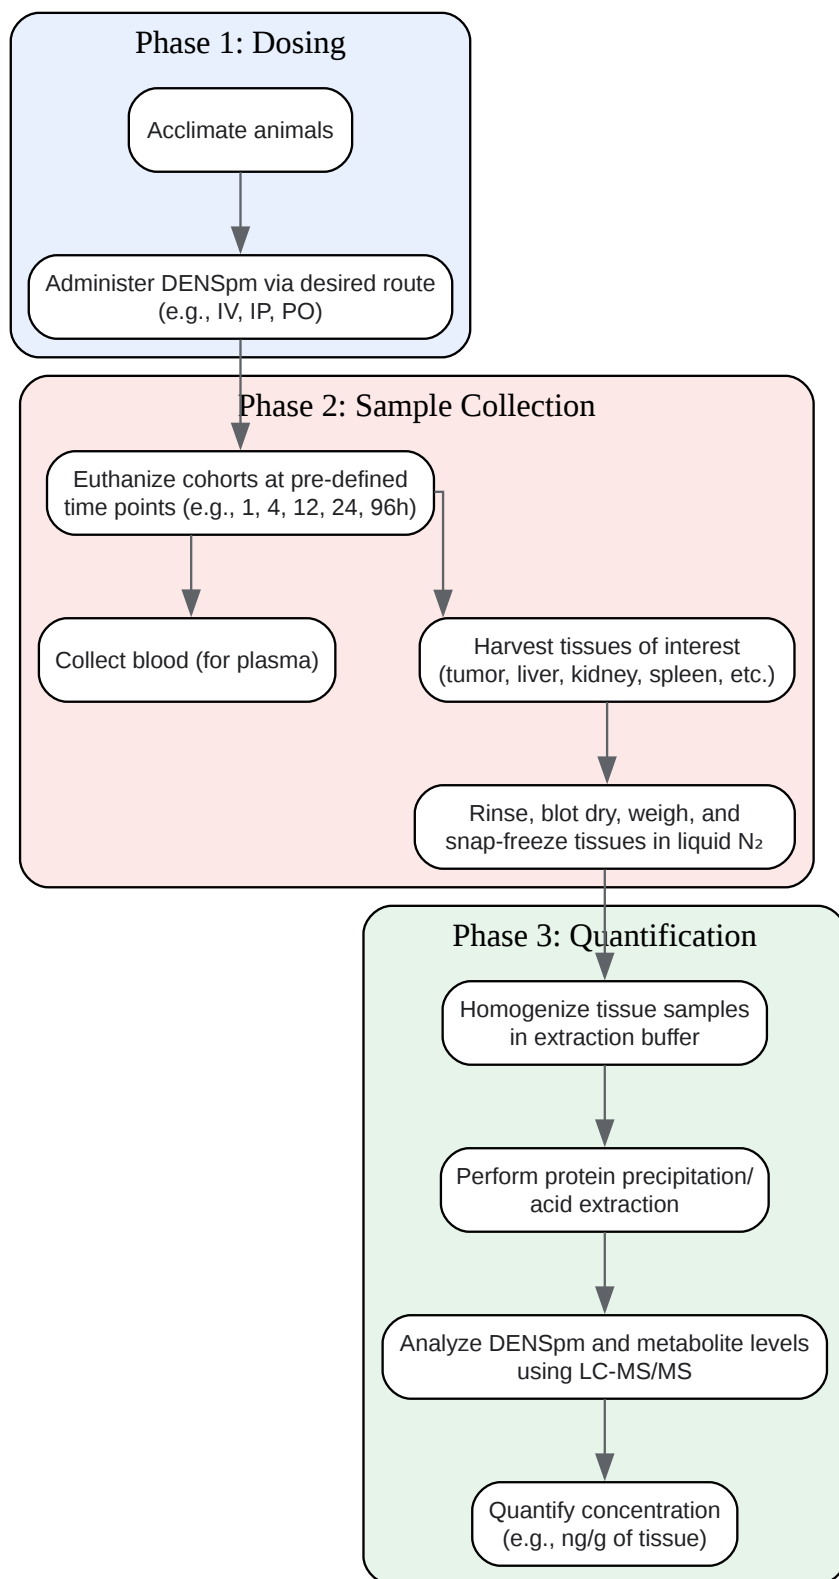 Phase 1: Dosing
Acclimate animals
Administer DENSpm via desired route
(e.g., IV, IP, PO)
Phase 2: Sample Collection
Euthanize cohorts at pre-defined
time points (e.g., 1, 4, 12, 24, 96h)
Collect blood (for plasma)
Harvest tissues of interest
(tumor, liver, kidney, spleen, etc.)
Rinse, blot dry, weigh, and
snap-freeze tissues in liquid N₂
Phase 3: Quantification
Homogenize tissue samples
in extraction buffer
Perform protein precipitation/
acid extraction
Analyze DENSpm and metabolite levels
using LC-MS/MS
Quantify concentration
(e.g., ng/g of tissue)